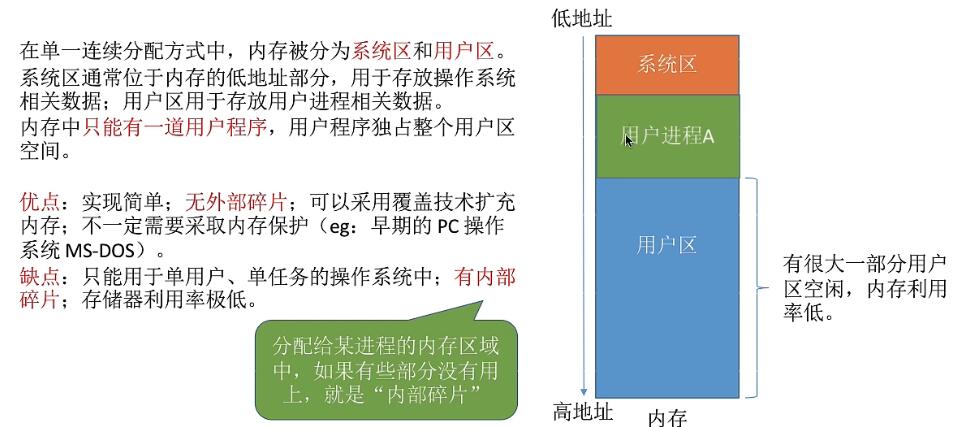 在单一连续分配方式中，内存被分为系统区和用户区。
系统区通常位于内存的低地址部分，用于存放操作系统
相关数据；用户区用于存放用户进程相关数据。
内存中只能有一道用户程序，用户程序独占整个用户区
空间。
优点：实现简单；无外部碎片；可以采用覆盖技术扩充
内存；不一定需要采取内存保护（eg：早期的 PC 操作
系统 MS-DOS）。
缺点：只能用于单用户、单任务的操作系统中；有内部
碎片；存储器利用率极低。
分配给某进程的内存区域
中，如果有些部分没有用
上，就是“内部碎片”
低地址
系统区
用户进程A
用户区
高地址
内存
有很大一部分用户
区空闲，内存利用
率低。